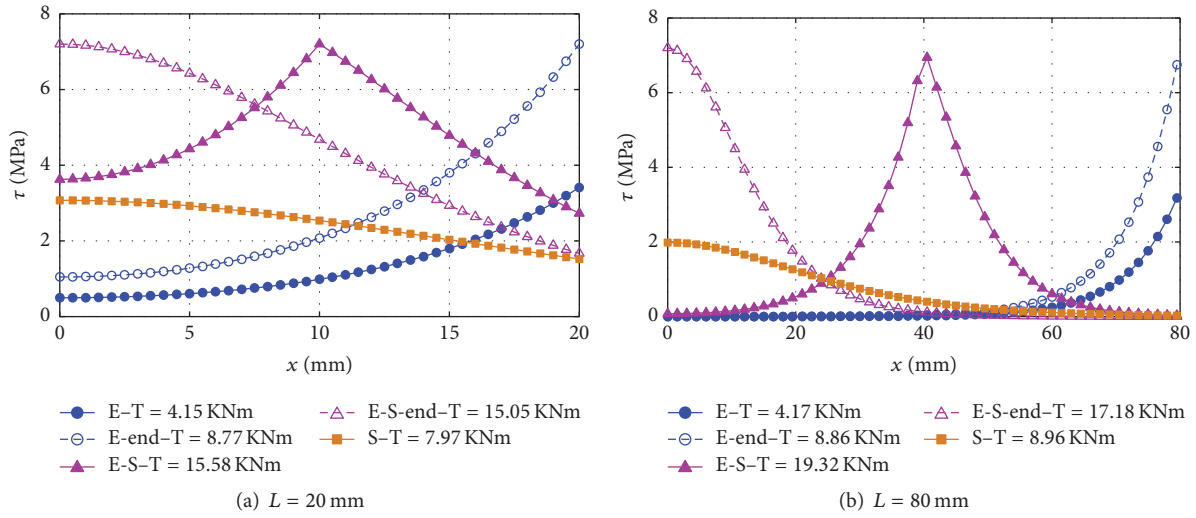 8
6
4
2
0
τ (MPa)
0 5 10 15 20
x (mm)
E–T = 4.15 KNm
E-end–T = 8.77 KNm
E-S–T = 15.58 KNm
E-S-end–T = 15.05 KNm
S–T = 7.97 KNm
(a) L = 20 mm
8
6
4
2
0
τ (MPa)
0 20 40 60 80
x (mm)
E–T = 4.17 KNm
E-end–T = 8.86 KNm
E-S–T = 19.32 KNm
E-S-end–T = 17.18 KNm
S–T = 8.96 KNm
(b) L = 80 mm